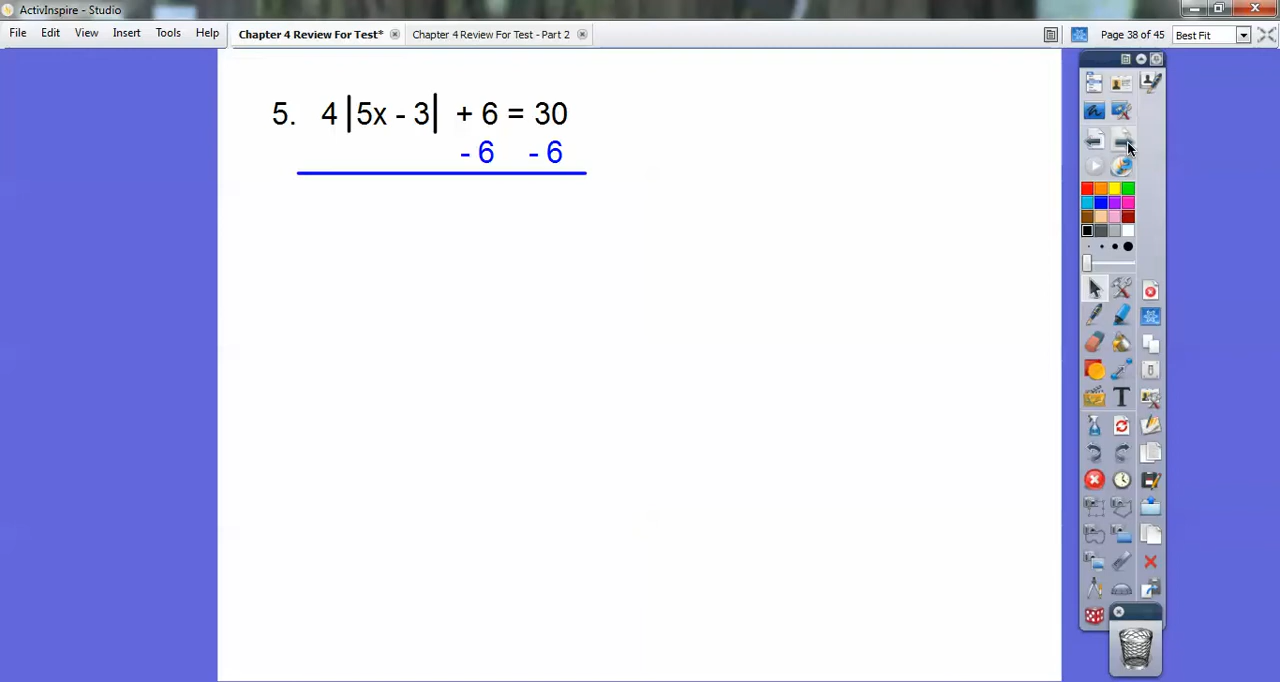 ActivInspire - Studio
File Edit View Insert Tools Help
Chapter 4 Review For Test*
Chapter 4 Review For Test - Part 2
Page 38 of 45
Best Fit
5. 4 |5x - 3| + 6 = 30
- 6 - 6
T